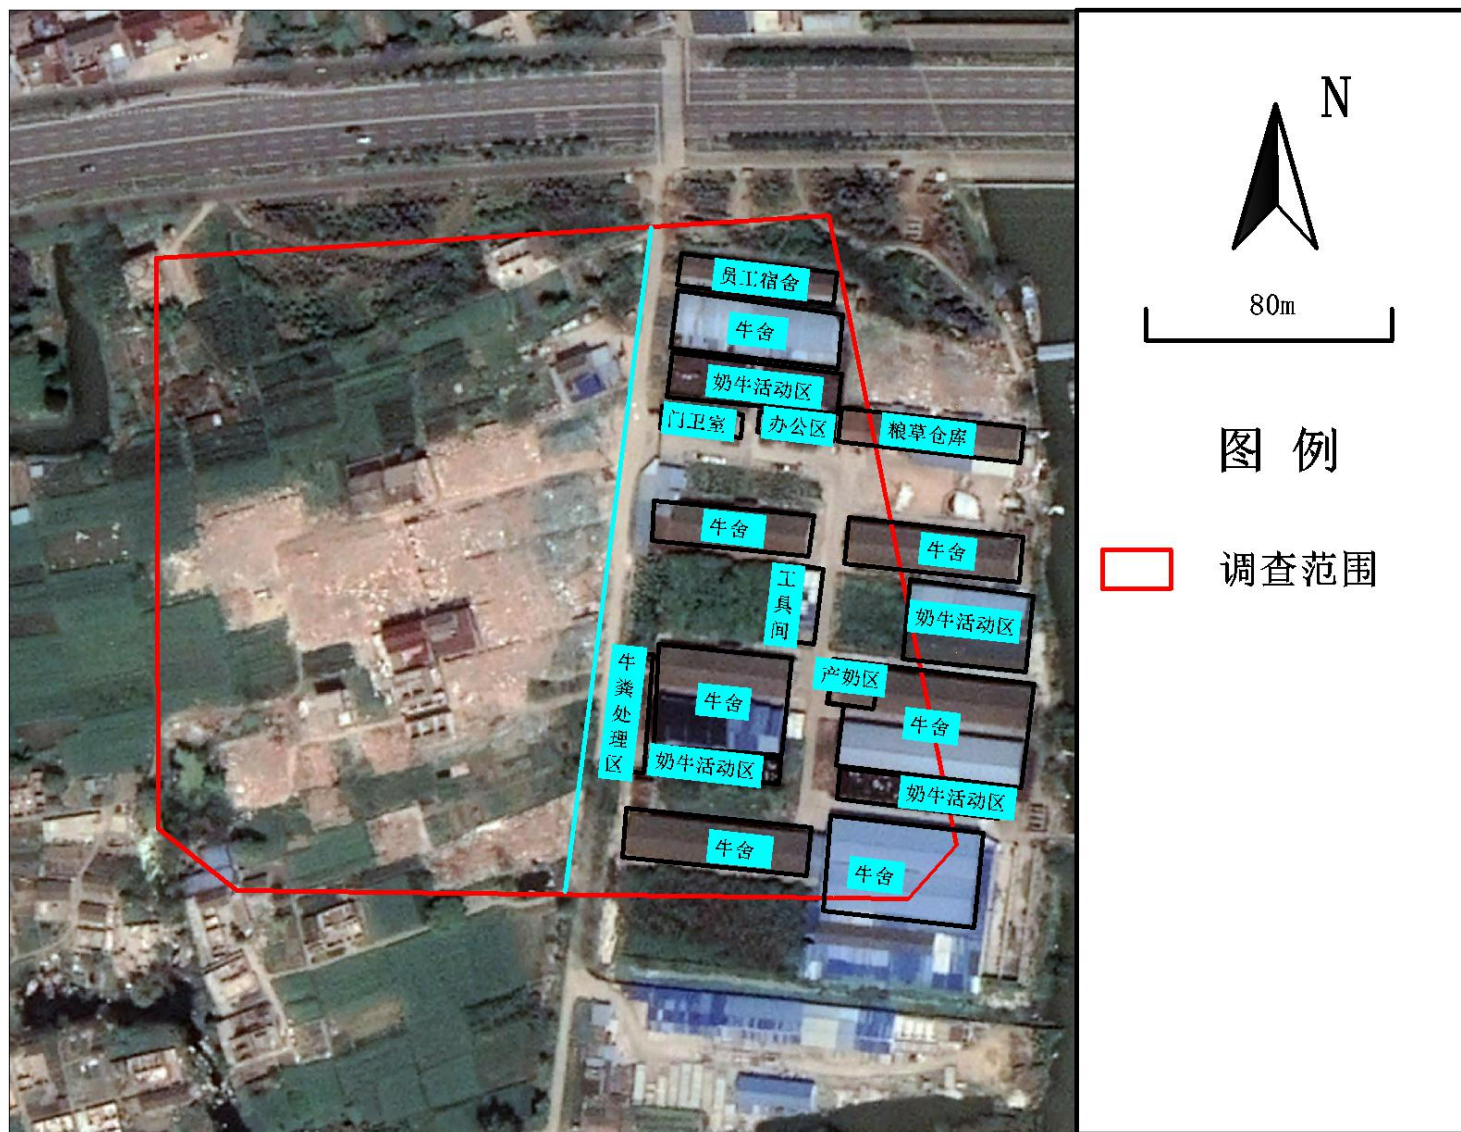 N
80m
图 例
调查范围
员工宿舍
牛舍
奶牛活动区
门卫室
办公区
粮草仓库
牛舍
牛舍
工具间
奶牛活动区
牛粪处理区
牛舍
产奶区
牛舍
奶牛活动区
奶牛活动区
牛舍
牛舍